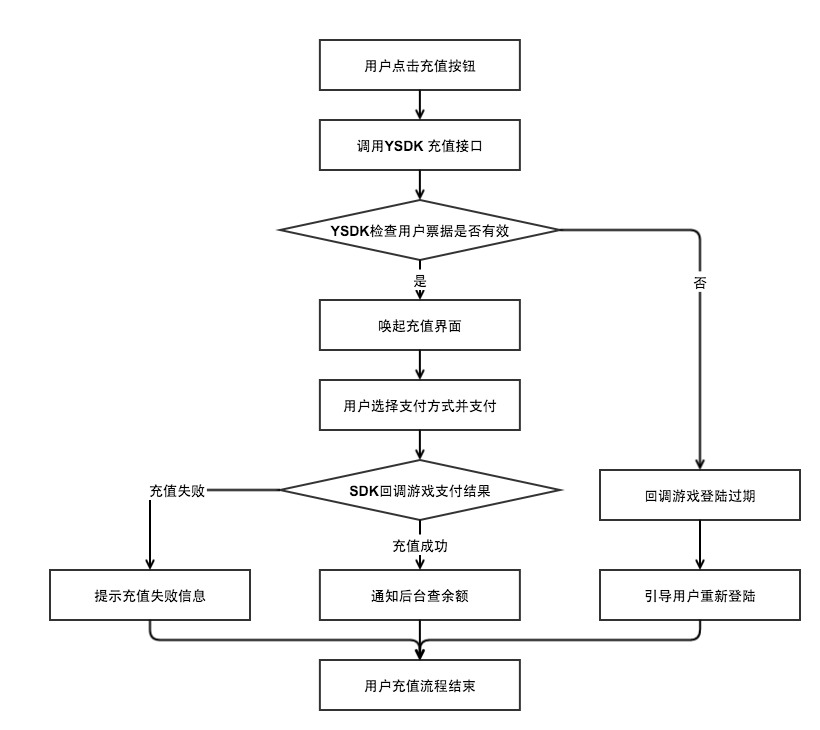 用户点击充值按钮
调用YSDK 充值接口
YSDK检查用户票据是否有效
是
否
唤起充值界面
用户选择支付方式并支付
充值失败
SDK回调游戏支付结果
回调游戏登陆过期
充值成功
提示充值失败信息
通知后台查余额
引导用户重新登陆
用户充值流程结束